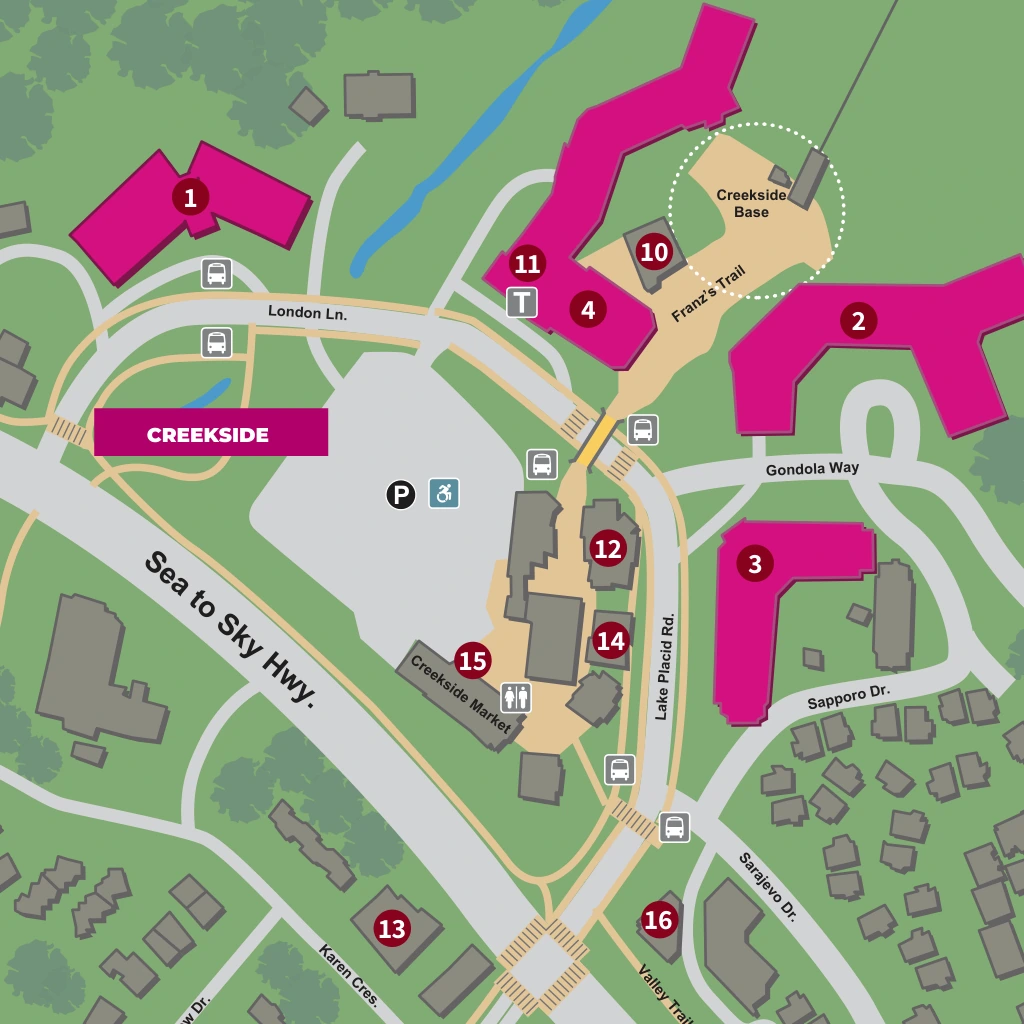 1
Creekside
Base
10
11
T
4
Franz's Trail
2
London Ln.
CREEKSIDE
Gondola Way
P
12
3
Sea to Sky Hwy.
14
15
Creekside Market
Lake Placid Rd.
Sapporo Dr.
Sarajevo Dr.
13
16
Karen Cres.
Valley Trail
w Dr.